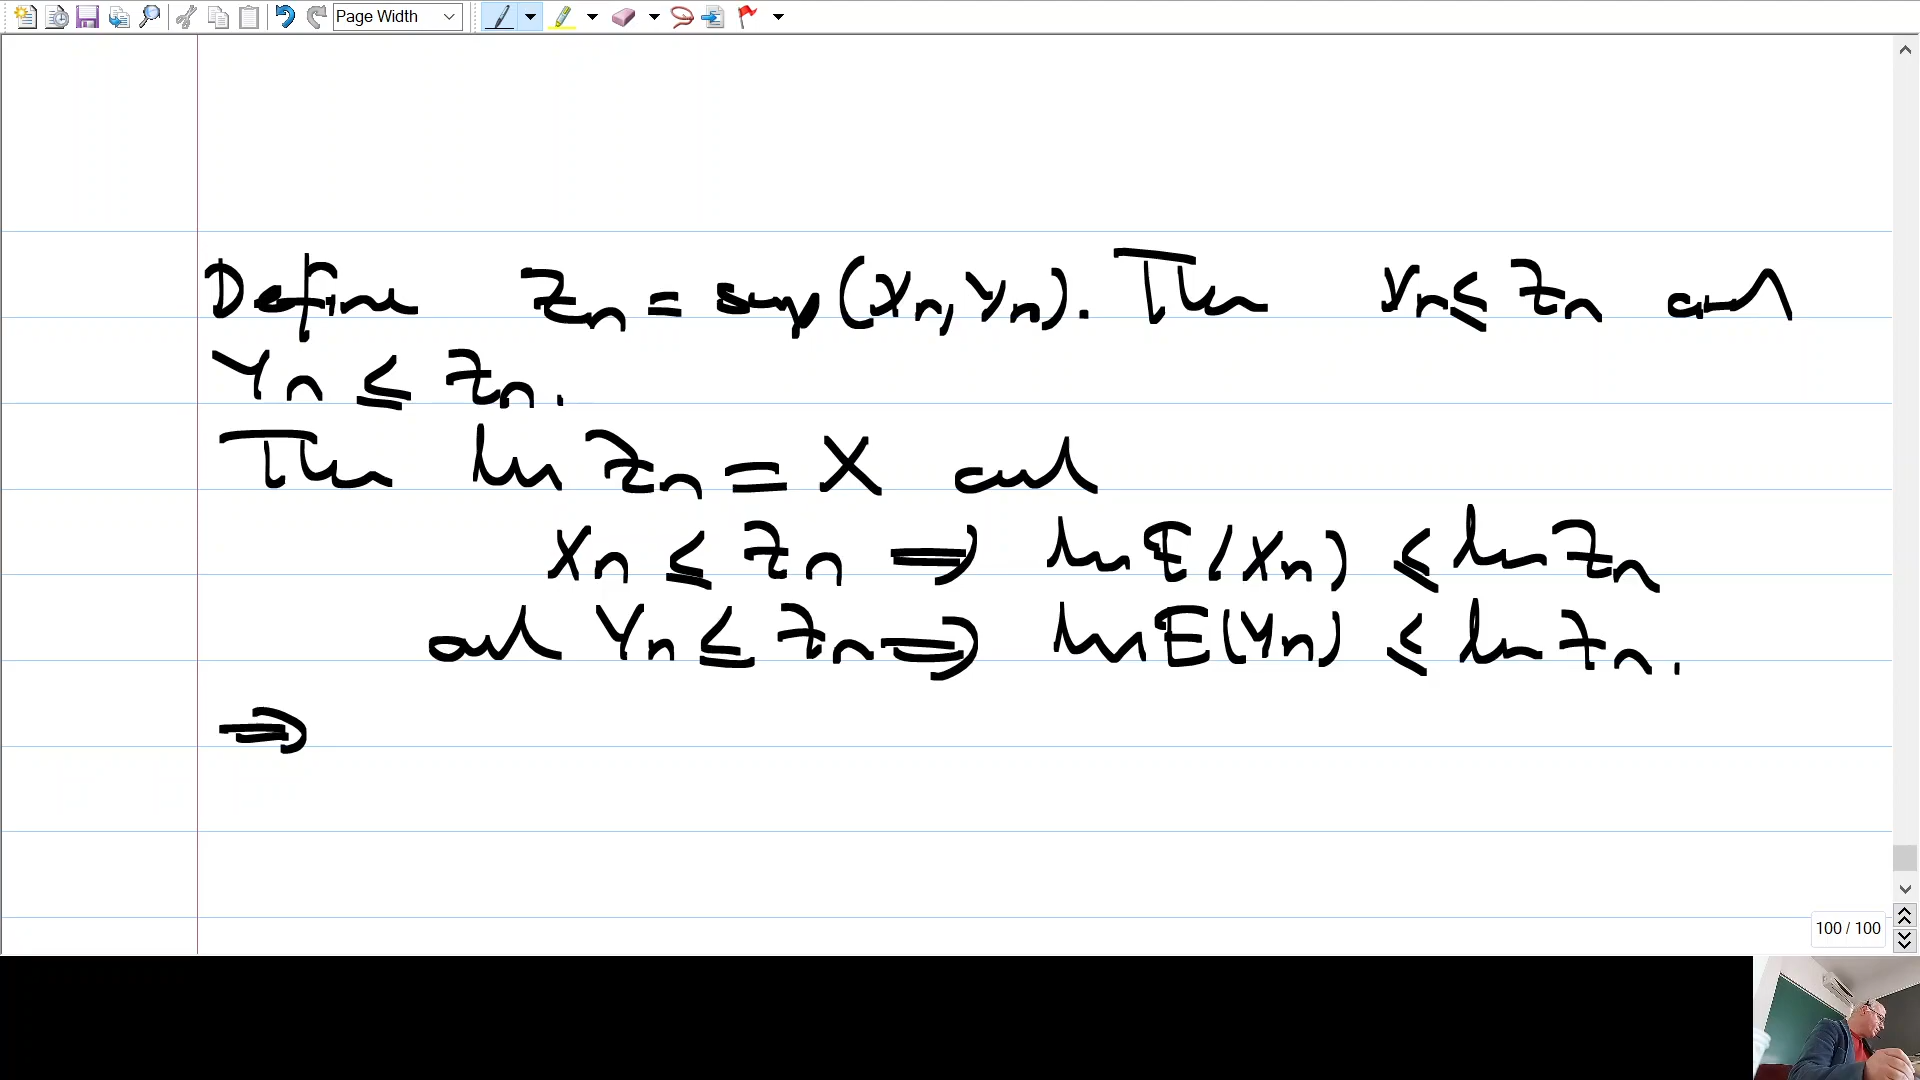 Page Width
Define Zn = sup(Xn, Yn). Then Xn ≤ Zn and
Yn ≤ Zn.
Then lim Zn = X and
Xn ≤ Zn ⇒ lim E(Xn) ≤ lim Zn
and Yn ≤ Zn ⇒ lim E(Yn) ≤ lim Zn.
⇒
100 / 100